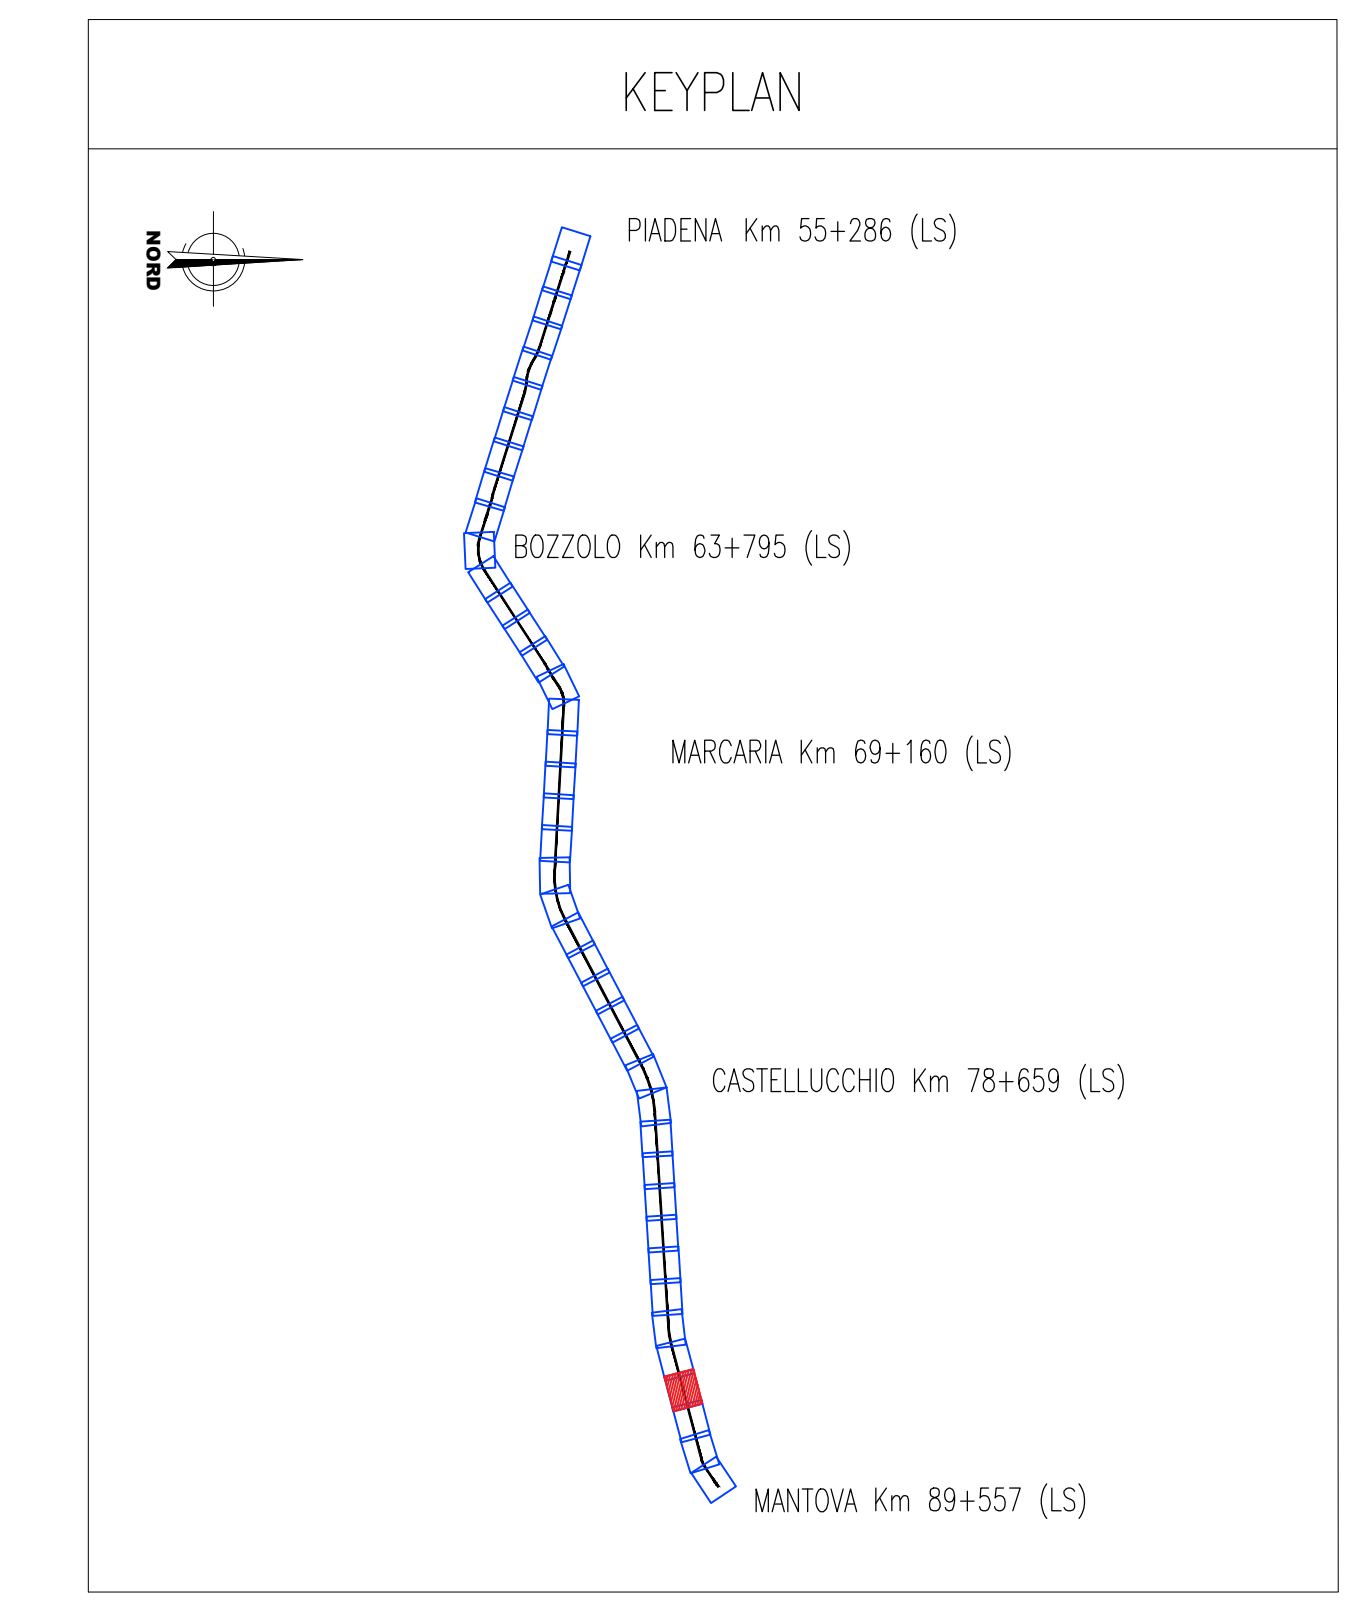 KEYPLAN
NORD
PIADENA Km 55+286 (LS)
BOZZOLO Km 63+795 (LS)
MARCARIA Km 69+160 (LS)
CASTELLUCCHIO Km 78+659 (LS)
MANTOVA Km 89+557 (LS)